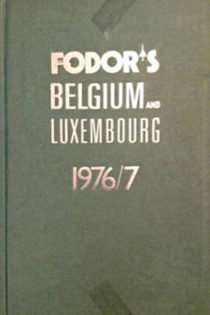 FODOR'S
BELGIUM AND
LUXEMBOURG
1976/7